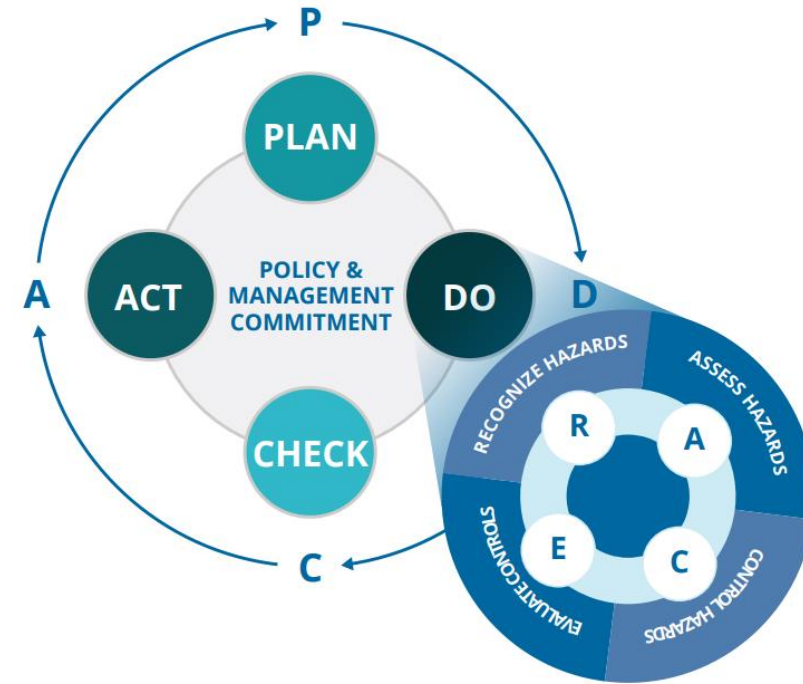 P
PLAN
A
ACT
POLICY &
MANAGEMENT
COMMITMENT
DO
D
CHECK
C
RECOGNIZE HAZARDS
ASSESS HAZARDS
R
A
E
C
EVALUATE CONTROLS
CONTROL HAZARDS